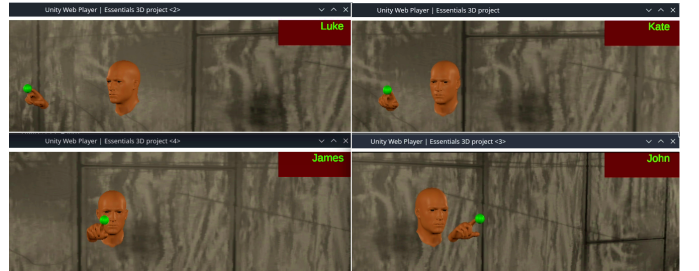 Unity Web Player | Essentials 3D project <2>
Luke
Unity Web Player | Essentials 3D project
Kate
Unity Web Player | Essentials 3D project <4>
James
Unity Web Player | Essentials 3D project <3>
John